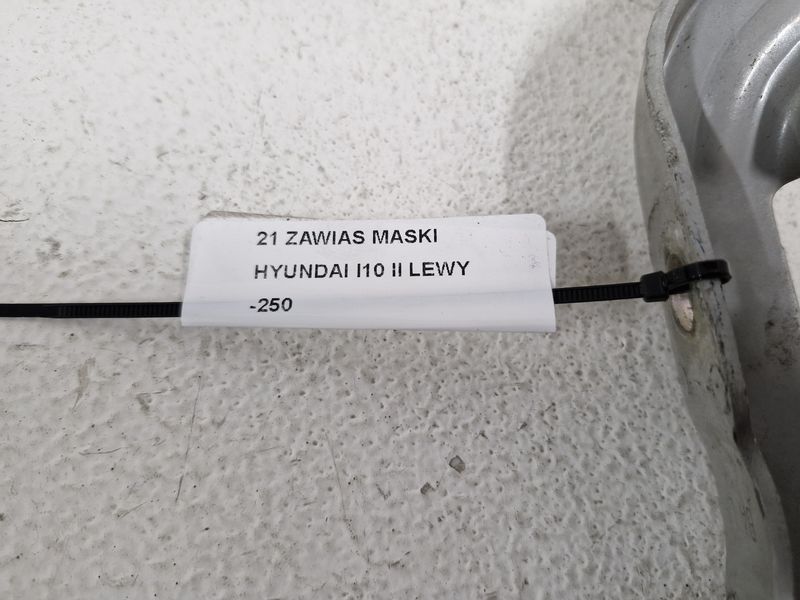 21 ZAWIAS MASKI
HYUNDAI I10 II LEWY
-250